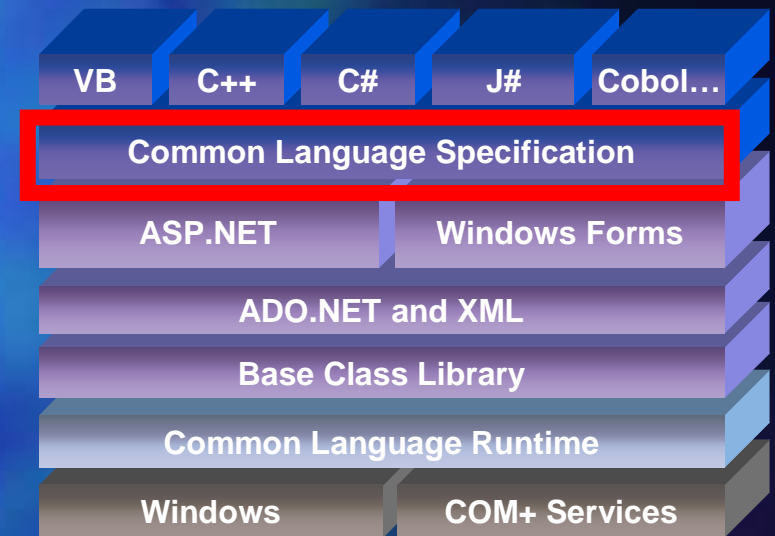 VB C++ C# J# Cobol…
Common Language Specification
ASP.NET Windows Forms
ADO.NET and XML
Base Class Library
Common Language Runtime
Windows COM+ Services